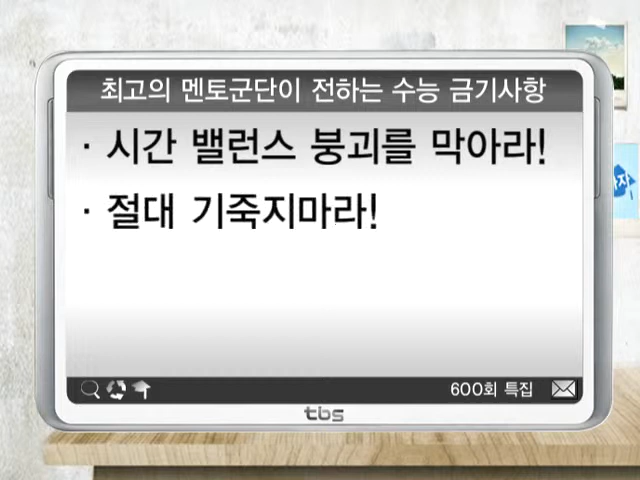 최고의 멘토군단이 전하는 수능 금기사항
· 시간 밸런스 붕괴를 막아라!
· 절대 기죽지마라!
600회 특집
tbs